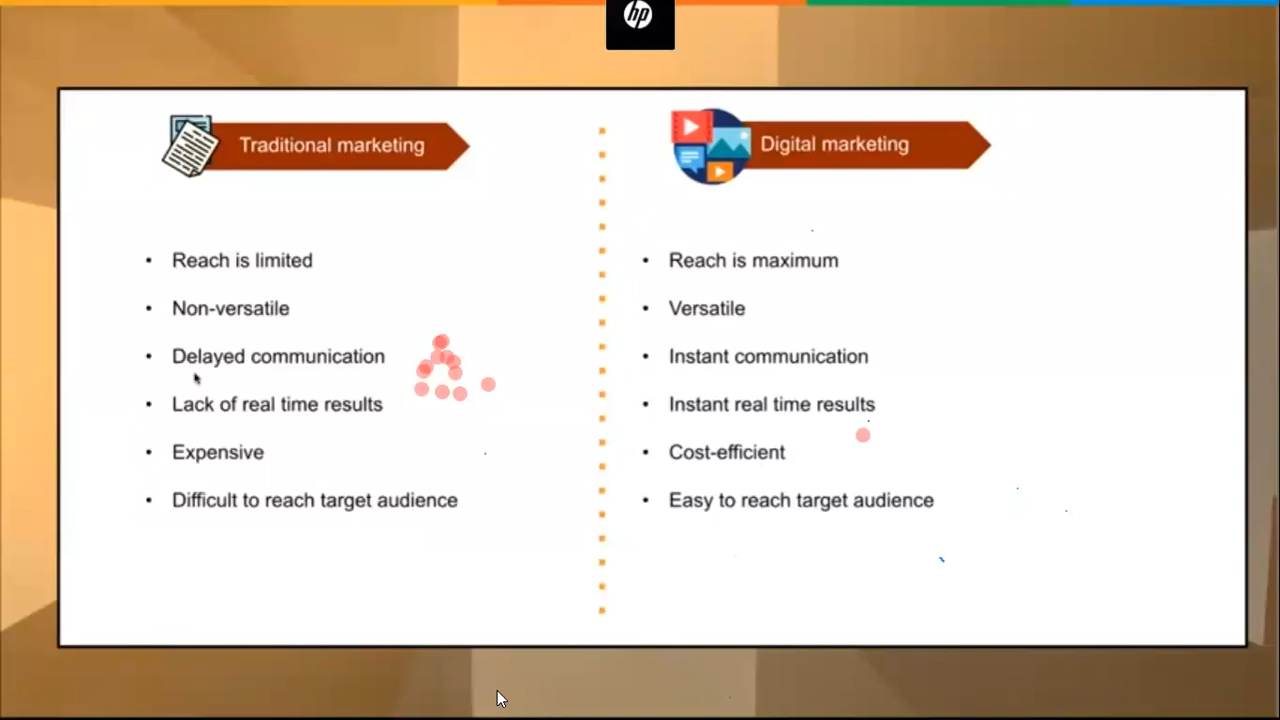 hp
Traditional marketing
• Reach is limited
• Non-versatile
• Delayed communication
• Lack of real time results
• Expensive
• Difficult to reach target audience
Digital marketing
• Reach is maximum
• Versatile
• Instant communication
• Instant real time results
• Cost-efficient
• Easy to reach target audience